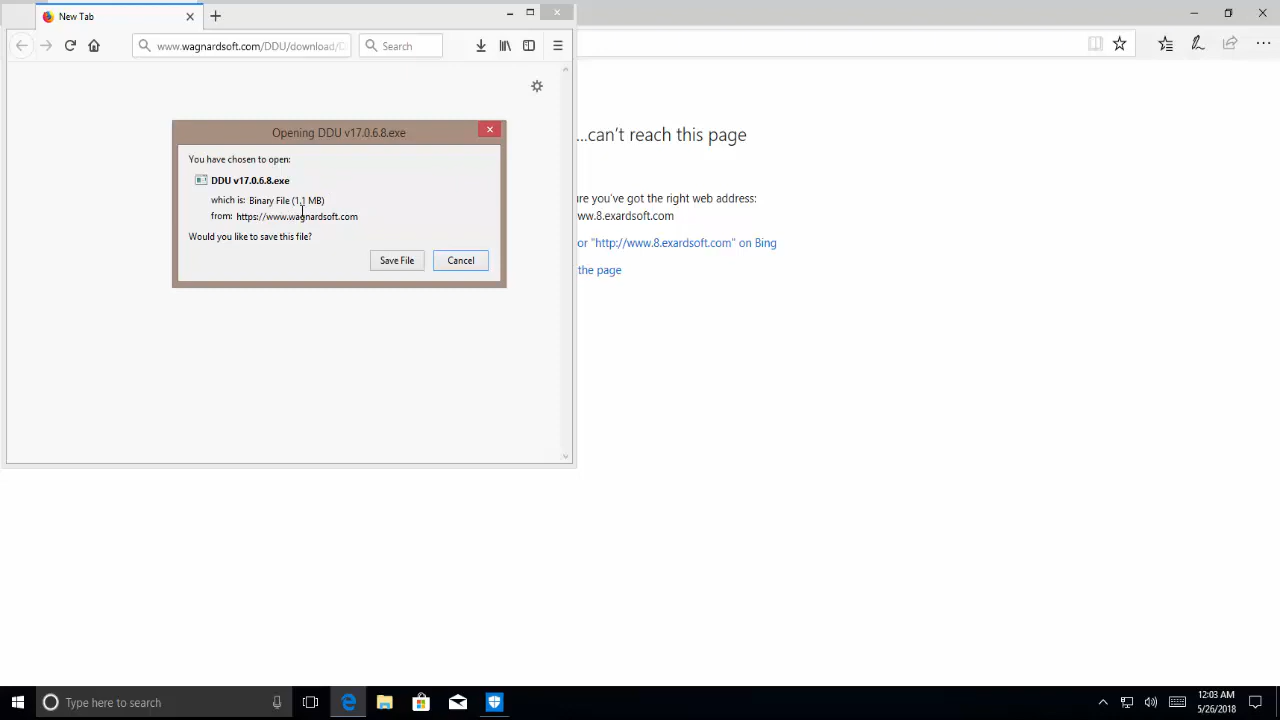 New Tab
www.wagnardsoft.com/DDU/download/D
Search
Opening DDU v17.0.6.8.exe
You have chosen to open:
DDU v17.0.6.8.exe
which is: Binary File (1.1 MB)
from: https://www.wagnardsoft.com
Would you like to save this file?
Save File
Cancel
...can't reach this page
ure you've got the right web address:
ww.8.exardsoft.com
or "http://www.8.exardsoft.com" on Bing
the page
Type here to search
12:03 AM
5/26/2018